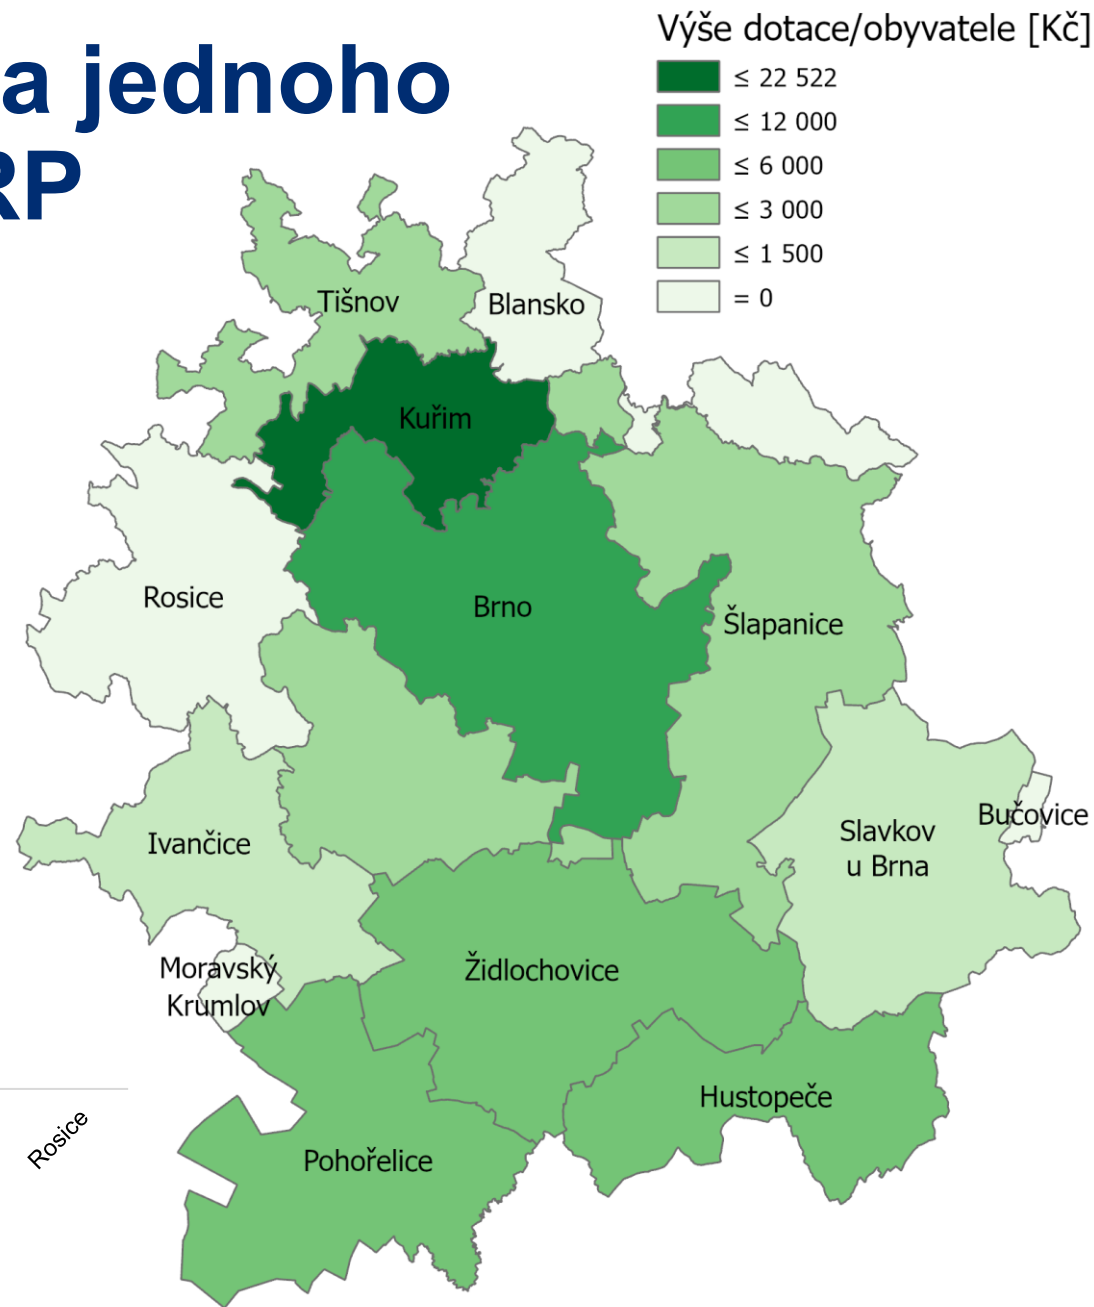 a jednoho
RP
Výše dotace/obyvatele [Kč]
≤ 22 522
≤ 12 000
≤ 6 000
≤ 3 000
≤ 1 500
= 0
Tišnov
Blansko
Kuřim
Rosice
Brno
Šlapanice
Ivančice
Slavkov
u Brna
Bučovice
Moravský
Krumlov
Židlochovice
Hustopeče
Pohořelice
Rosice